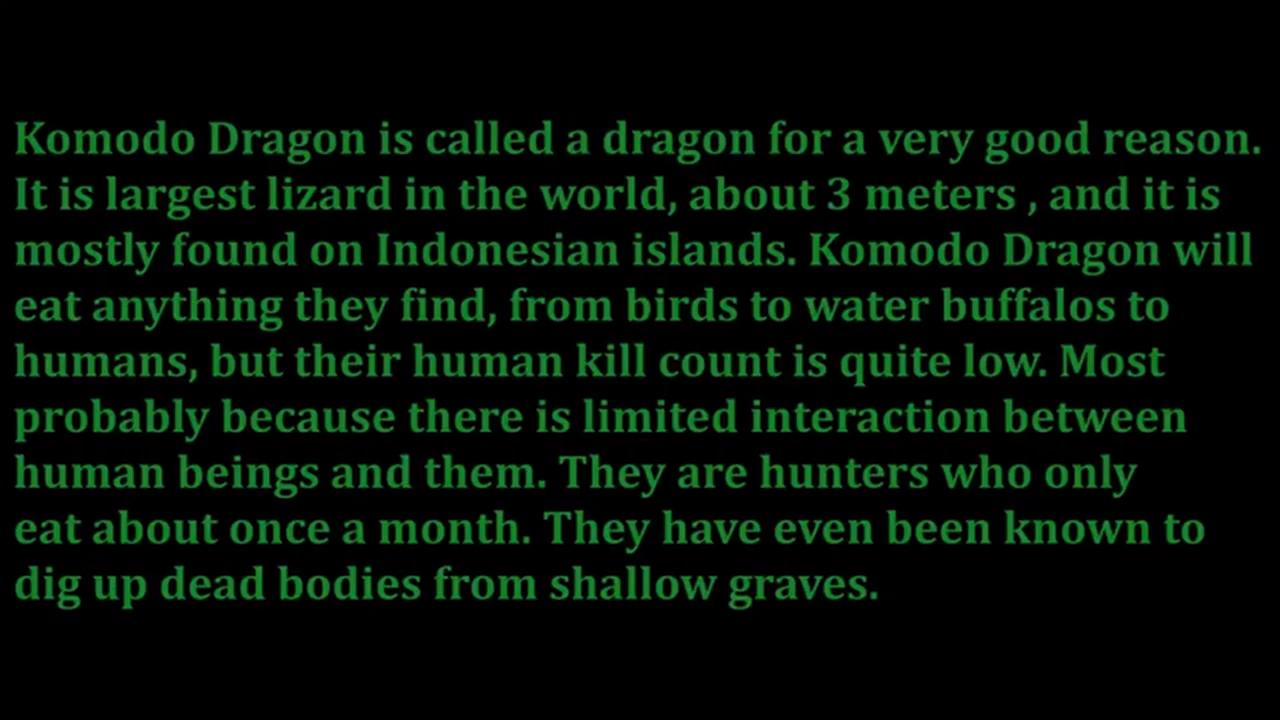 Komodo Dragon is called a dragon for a very good reason.
It is largest lizard in the world, about 3 meters , and it is
mostly found on Indonesian islands. Komodo Dragon will
eat anything they find, from birds to water buffalos to
humans, but their human kill count is quite low. Most
probably because there is limited interaction between
human beings and them. They are hunters who only
eat about once a month. They have even been known to
dig up dead bodies from shallow graves.